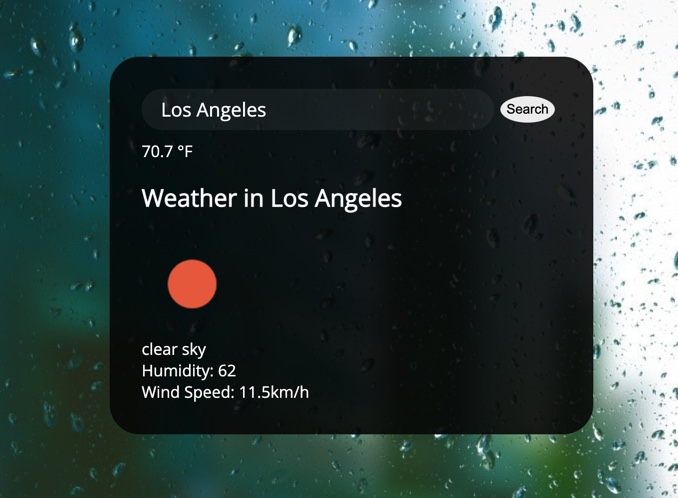 Los Angeles Search
70.7 °F
Weather in Los Angeles
clear sky
Humidity: 62
Wind Speed: 11.5km/h